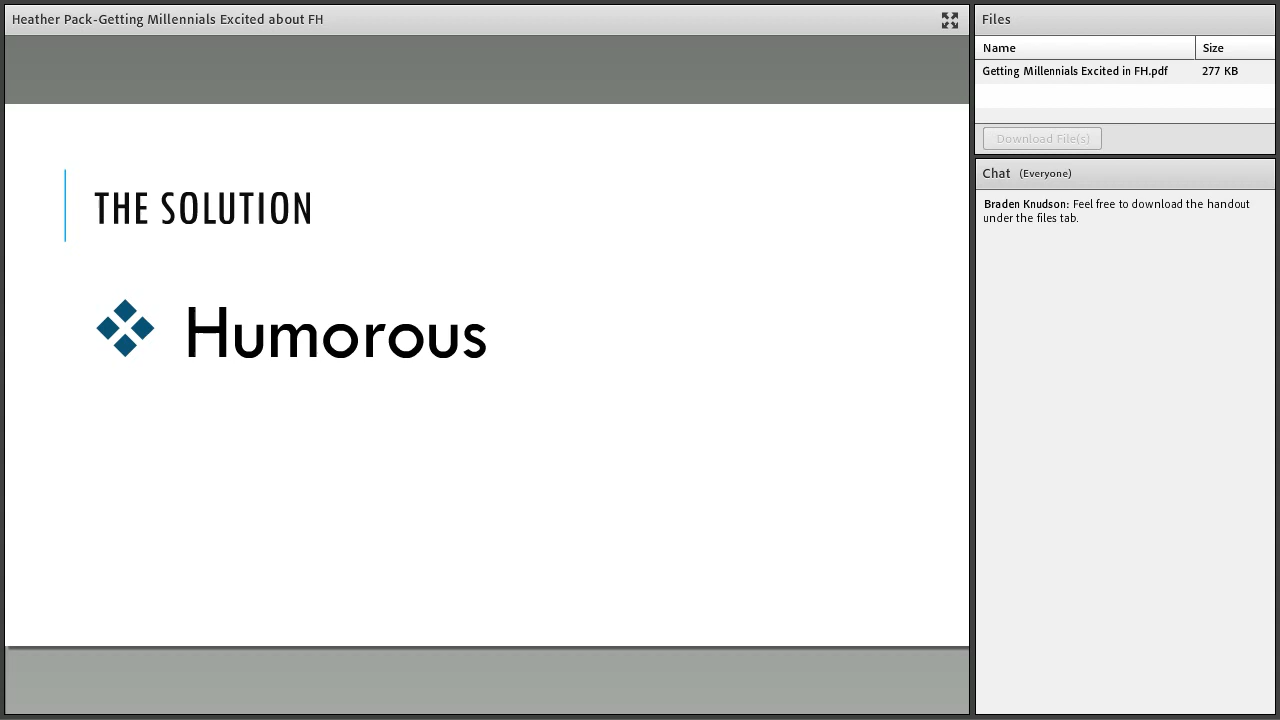 Heather Pack-Getting Millennials Excited about FH
THE SOLUTION
Humorous
Files
Name Size
Getting Millennials Excited in FH.pdf 277 KB
Download File(s)
Chat (Everyone)
Braden Knudson: Feel free to download the handout
under the files tab.